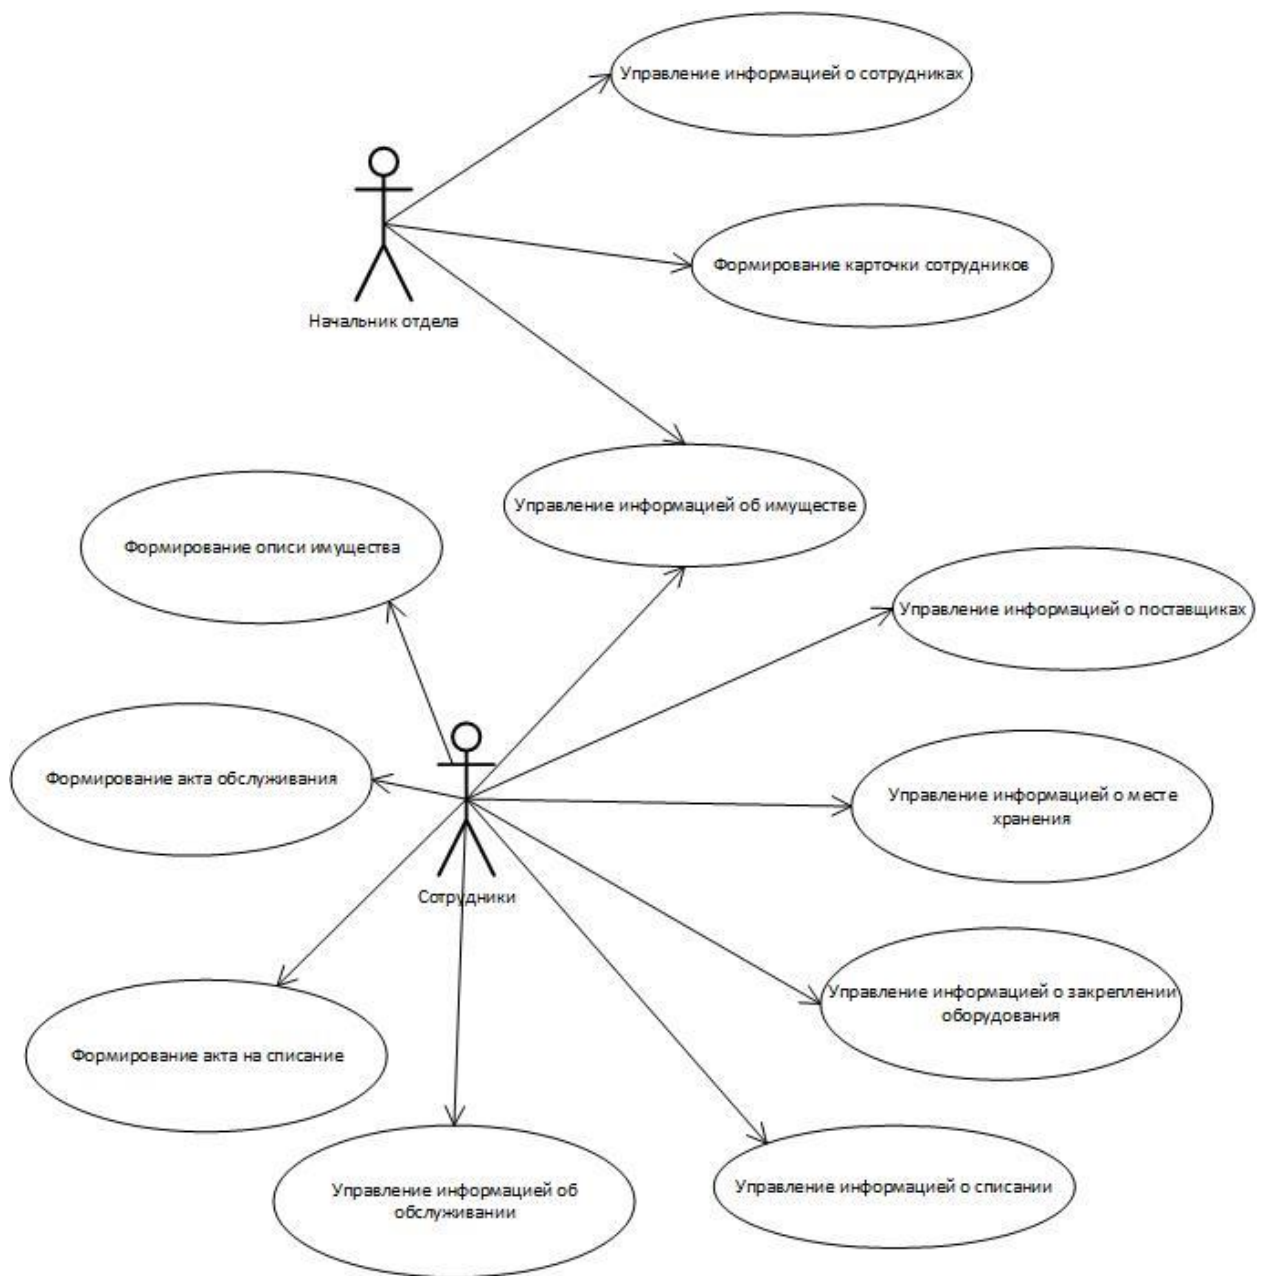 Управление информацией о сотрудниках
Формирование карточки сотрудников
Начальник отдела
Управление информацией об имуществе
Формирование описи имущества
Управление информацией о поставщиках
Формирование акта обслуживания
Управление информацией о месте
хранения
Сотрудники
Управление информацией о закреплении
оборудования
Формирование акта на списание
Управление информацией об
обслуживании
Управление информацией о списании